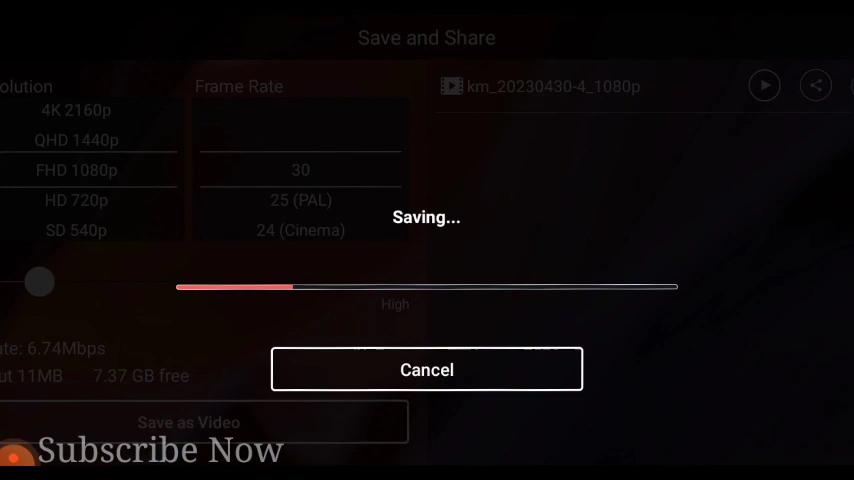 Save and Share
olution
Frame Rate
km_20230430-4_1080p
4K 2160p
QHD 1440p
FHD 1080p
30
HD 720p
25 (PAL)
SD 540p
24 (Cinema)
Saving...
High
ate: 6.74Mbps
ut 11MB 7.37 GB free
Cancel
Save as Video
Subscribe Now